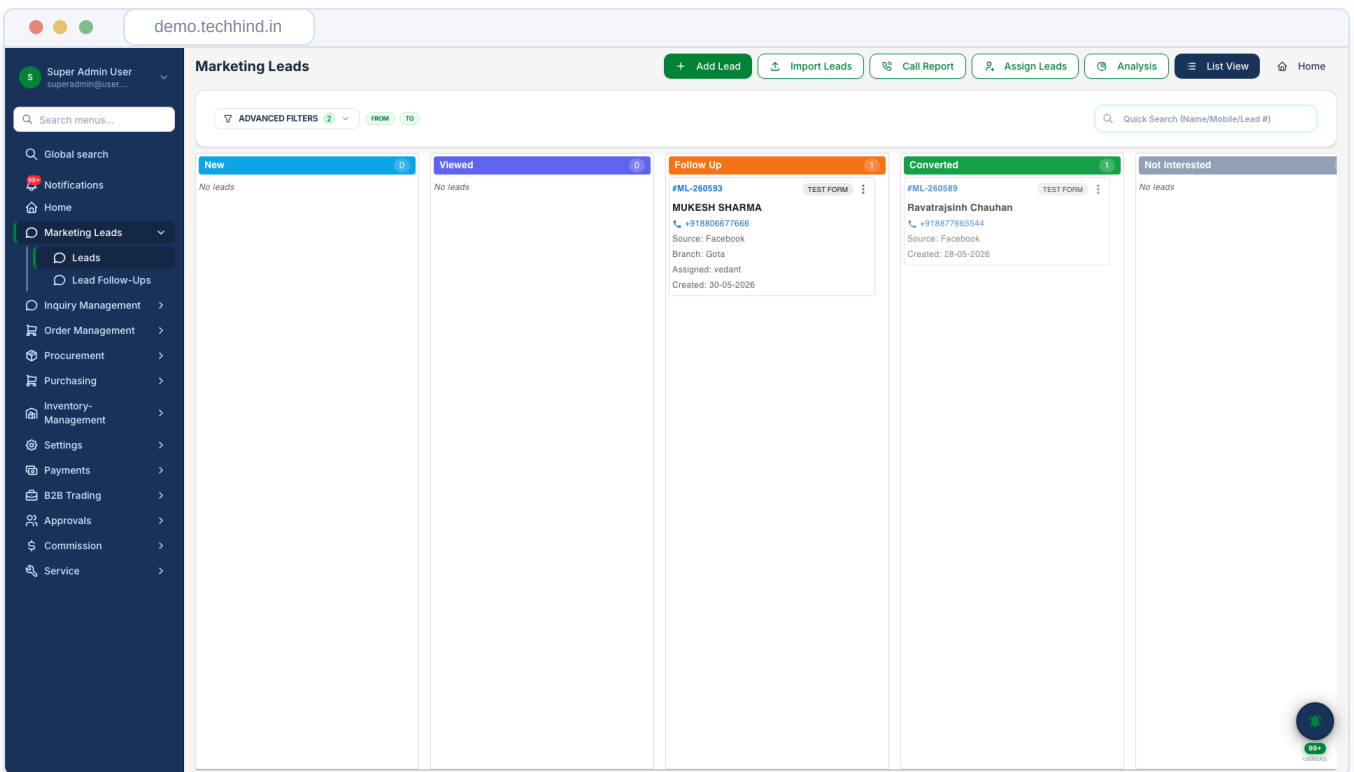 demo.techhind.in
S
Super Admin User
superadmin@user....
Search menus...
Global search
99+
Notifications
Home
Marketing Leads
Leads
Lead Follow-Ups
Inquiry Management
Order Management
Procurement
Purchasing
Inventory-
Management
Settings
Payments
B2B Trading
Approvals
Commission
Service
Marketing Leads
+ Add Lead
Import Leads
Call Report
Assign Leads
Analysis
List View
Home
ADVANCED FILTERS 2
FROM
TO
Quick Search (Name/Mobile/Lead #)
New 0
No leads
Viewed 0
No leads
Follow Up 1
#ML-260593 TEST FORM
MUKESH SHARMA
+918806677666
Source: Facebook
Branch: Gota
Assigned: vedant
Created: 30-05-2026
Converted 1
#ML-260589 TEST FORM
Ravatrajsinh Chauhan
+918877665544
Source: Facebook
Created: 28-05-2026
Not Interested
No leads
99+
UNREAD